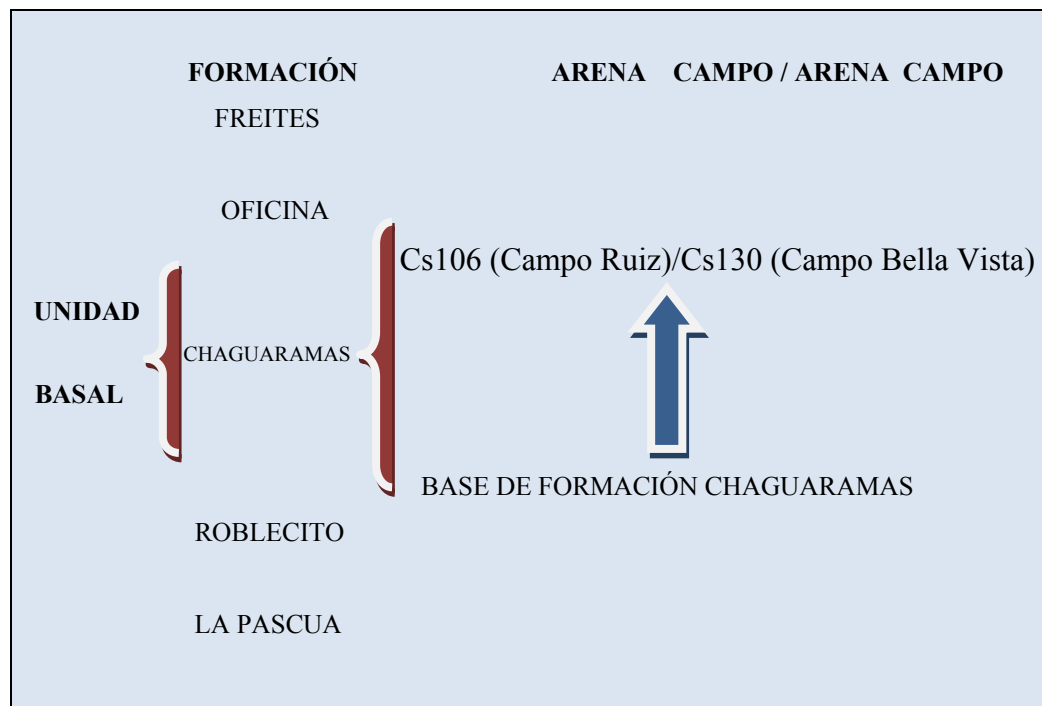 FORMACIÓN ARENA CAMPO / ARENA CAMPO
FREITES
OFICINA
Cs106 (Campo Ruiz)/Cs130 (Campo Bella Vista)
UNIDAD
CHAGUARAMAS
BASAL
BASE DE FORMACIÓN CHAGUARAMAS
ROBLECITO
LA PASCUA